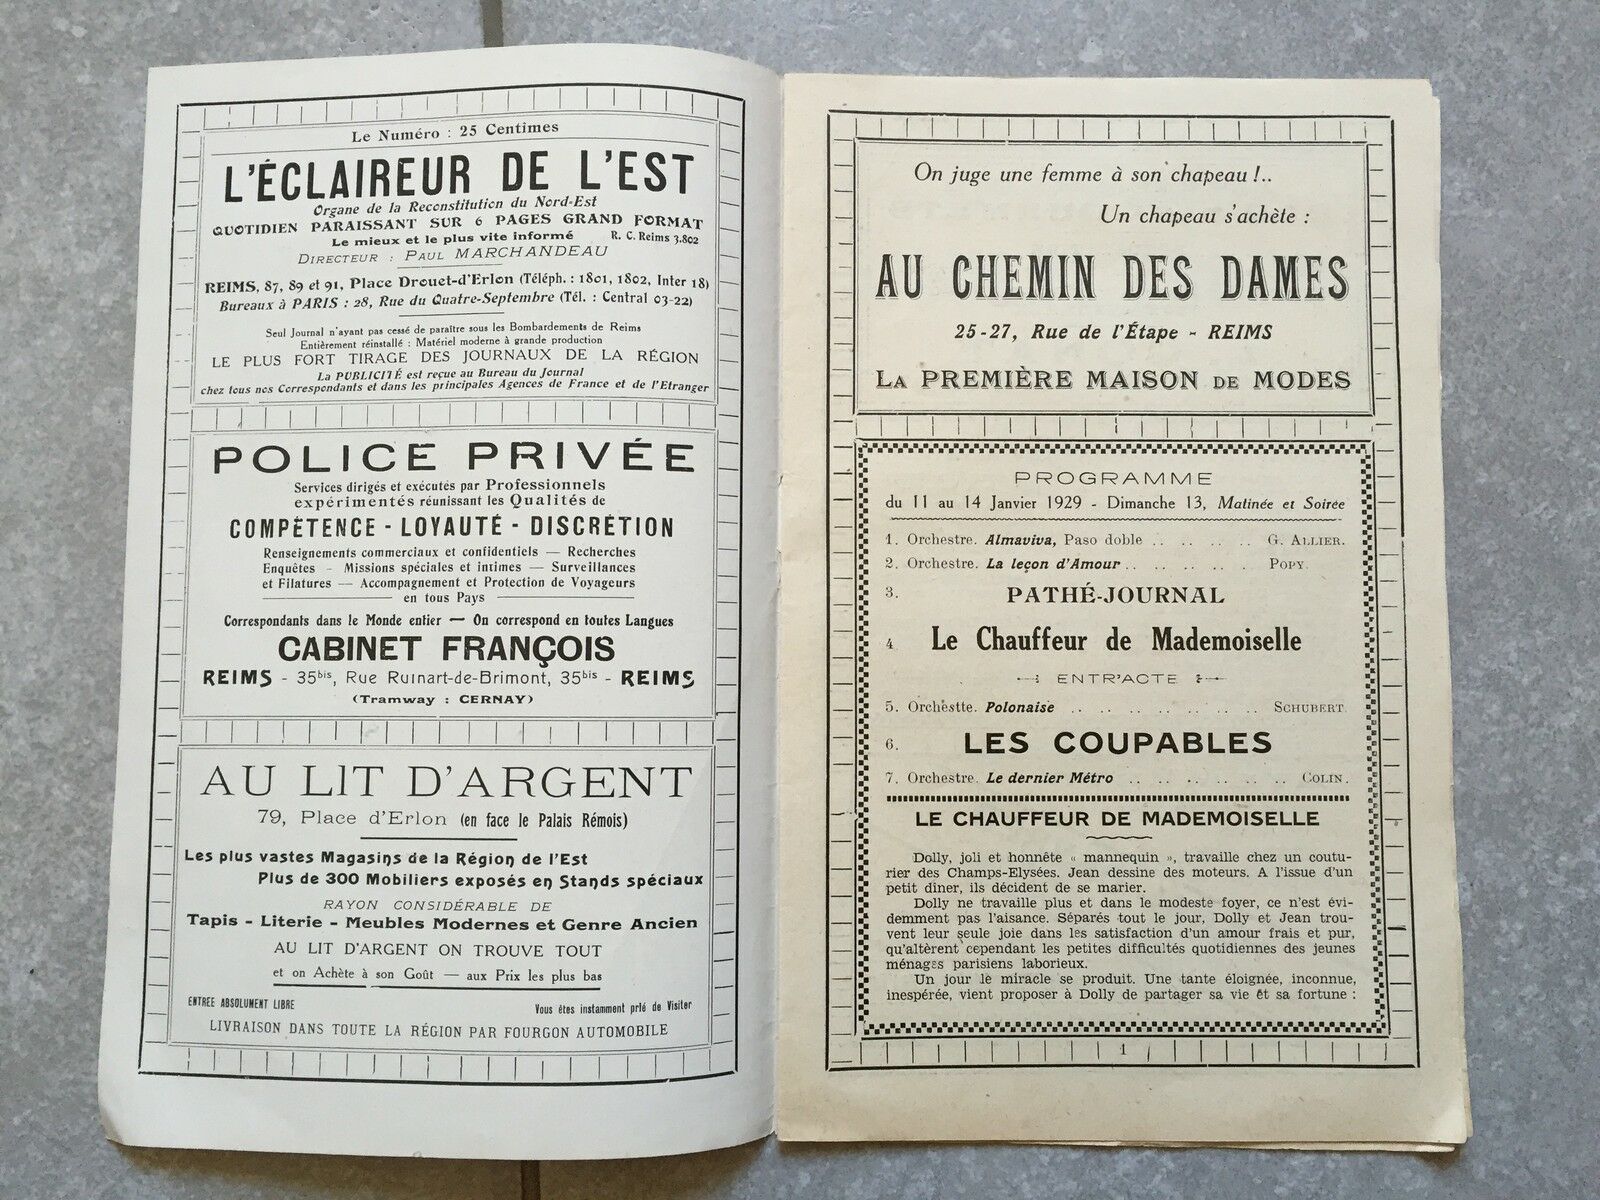 Le Numéro : 25 Centimes
L'ÉCLAIREUR DE L'EST
Organe de la Reconstitution du Nord-Est
QUOTIDIEN PARAISSANT SUR 6 PAGES GRAND FORMAT
Le mieux et le plus vite informé R. C. Reims 3.802
DIRECTEUR : PAUL MARCHANDEAU
REIMS, 87, 89 et 91, Place Drouet-d'Erlon (Téléph. : 1801, 1802, Inter 18)
Bureaux à PARIS : 28, Rue du Quatre-Septembre (Tél. : Central 03-22)
Seul Journal n'ayant pas cessé de paraître sous les Bombardements de Reims
Entièrement réinstallé : Matériel moderne à grande production
LE PLUS FORT TIRAGE DES JOURNAUX DE LA RÉGION
La PUBLICITÉ est reçue au Bureau du Journal
chez tous nos Correspondants et dans les principales Agences de France et de l'Etranger
POLICE PRIVÉE
Services dirigés et exécutés par Professionnels
expérimentés réunissant les Qualités de
COMPÉTENCE - LOYAUTÉ - DISCRÉTION
Renseignements commerciaux et confidentiels — Recherches
Enquêtes - Missions spéciales et intimes — Surveillances
et Filatures — Accompagnement et Protection de Voyageurs
en tous Pays
Correspondants dans le Monde entier — On correspond en toutes Langues
CABINET FRANÇOIS
REIMS - 35bis, Rue Ruinart-de-Brimont, 35bis - REIMS
(Tramway : CERNAY)
AU LIT D'ARGENT
79, Place d'Erlon (en face le Palais Rémois)
Les plus vastes Magasins de la Région de l'Est
Plus de 300 Mobiliers exposés en Stands spéciaux
RAYON CONSIDÉRABLE DE
Tapis - Literie - Meubles Modernes et Genre Ancien
AU LIT D'ARGENT ON TROUVE TOUT
et on Achète à son Goût — aux Prix les plus bas
ENTREE ABSOLUMENT LIBRE Vous êtes instamment prié de Visiter
LIVRAISON DANS TOUTE LA RÉGION PAR FOURGON AUTOMOBILE
On juge une femme à son chapeau !..
Un chapeau s'achète :
AU CHEMIN DES DAMES
25-27, Rue de l'Étape - REIMS
LA PREMIÈRE MAISON DE MODES
PROGRAMME
du 11 au 14 Janvier 1929 - Dimanche 13, Matinée et Soirée
1. Orchestre. Almaviva, Paso doble .. .. .. .. G. ALLIER.
2. Orchestre. La leçon d'Amour .. .. .. .. POPY.
3. PATHÉ-JOURNAL
4 Le Chauffeur de Mademoiselle
ENTR'ACTE
5. Orchestte. Polonaise .. .. .. .. .. .. .. SCHUBERT.
6. LES COUPABLES
7. Orchestre. Le dernier Métro .. .. .. .. .. .. COLIN.
LE CHAUFFEUR DE MADEMOISELLE
Dolly, joli et honnête « mannequin », travaille chez un coutu-
rier des Champs-Elysées. Jean dessine des moteurs. A l'issue d'un
petit dîner, ils décident de se marier.
Dolly ne travaille plus et dans le modeste foyer, ce n'est évi-
demment pas l'aisance. Séparés tout le jour, Dolly et Jean trou-
vent leur seule joie dans les satisfaction d'un amour frais et pur,
qu'altèrent cependant les petites difficultés quotidiennes des jeunes
ménages parisiens laborieux.
Un jour le miracle se produit. Une tante éloignée, inconnue,
inespérée, vient proposer à Dolly de partager sa vie êt sa fortune :
1